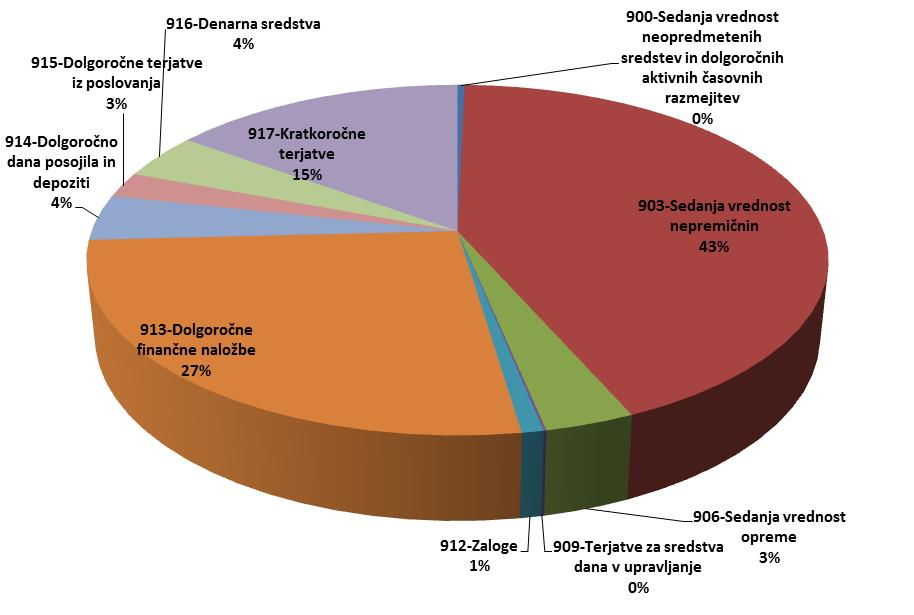 916-Denarna sredstva
4%
900-Sedanja vrednost
neopredmetenih
sredstev in dolgoročnih
aktivnih časovnih
razmejitev
0%
915-Dolgoročne terjatve
iz poslovanja
3%
914-Dolgoročno
dana posojila in
depoziti
4%
917-Kratkoročne
terjatve
15%
903-Sedanja vrednost
nepremičnin
43%
913-Dolgoročne
finančne naložbe
27%
912-Zaloge
1%
909-Terjatve za sredstva
dana v upravljanje
0%
906-Sedanja vrednost
opreme
3%